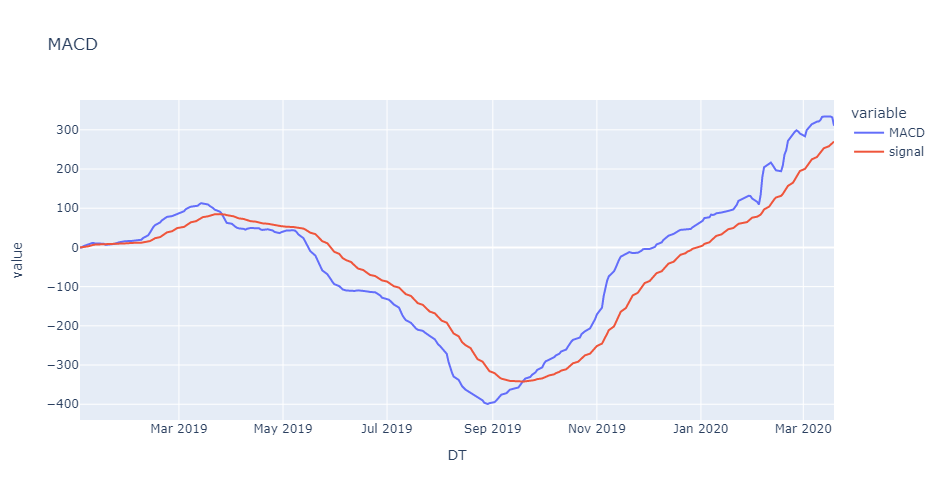 MACD
variable
MACD
signal
value
300
200
100
0
−100
−200
−300
−400
Mar 2019
May 2019
Jul 2019
Sep 2019
Nov 2019
Jan 2020
Mar 2020
DT